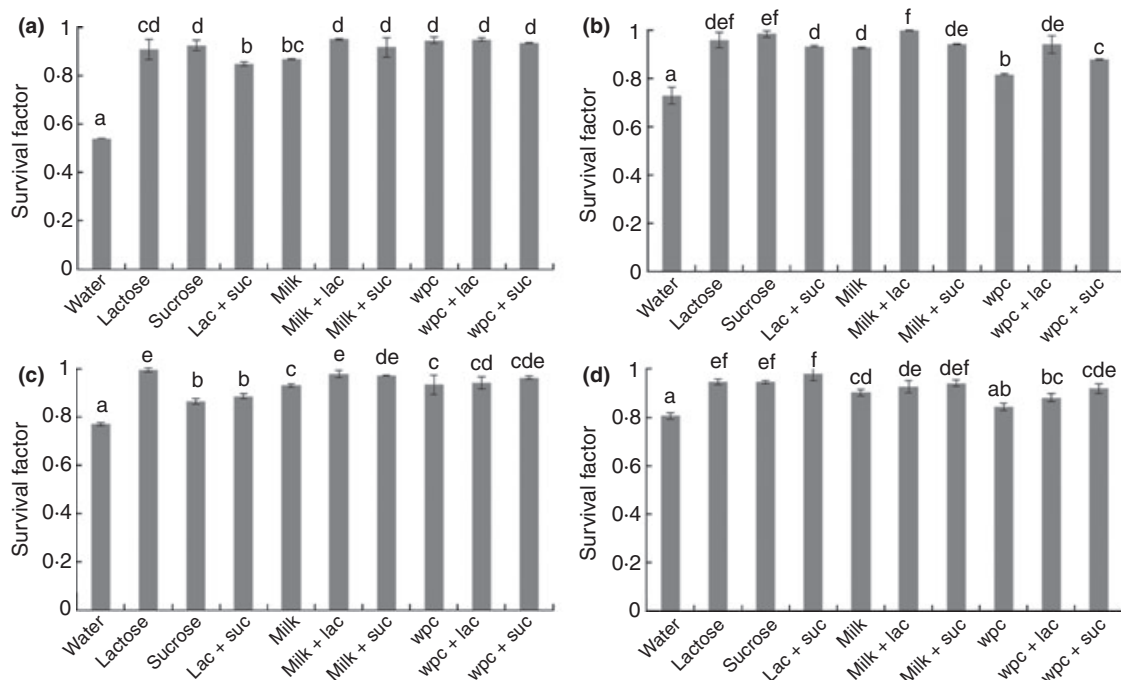 (a)
Survival factor
1
0·8
0·6
0·4
0·2
0
a
cd
d
b
bc
d
d
d
d
d
Water
Lactose
Sucrose
Lac + suc
Milk
Milk + lac
Milk + suc
wpc
wpc + lac
wpc + suc
(b)
Survival factor
1
0·8
0·6
0·4
0·2
0
a
def
ef
d
d
f
de
b
de
c
Water
Lactose
Sucrose
Lac + suc
Milk
Milk + lac
Milk + suc
wpc
wpc + lac
wpc + suc
(c)
Survival factor
1
0·8
0·6
0·4
0·2
0
a
e
b
b
c
e
de
c
cd
cde
Water
Lactose
Sucrose
Lac + suc
Milk
Milk + lac
Milk + suc
wpc
wpc + lac
wpc + suc
(d)
Survival factor
1
0·8
0·6
0·4
0·2
0
a
ef
ef
f
cd
de
def
ab
bc
cde
Water
Lactose
Sucrose
Lac + suc
Milk
Milk + lac
Milk + suc
wpc
wpc + lac
wpc + suc